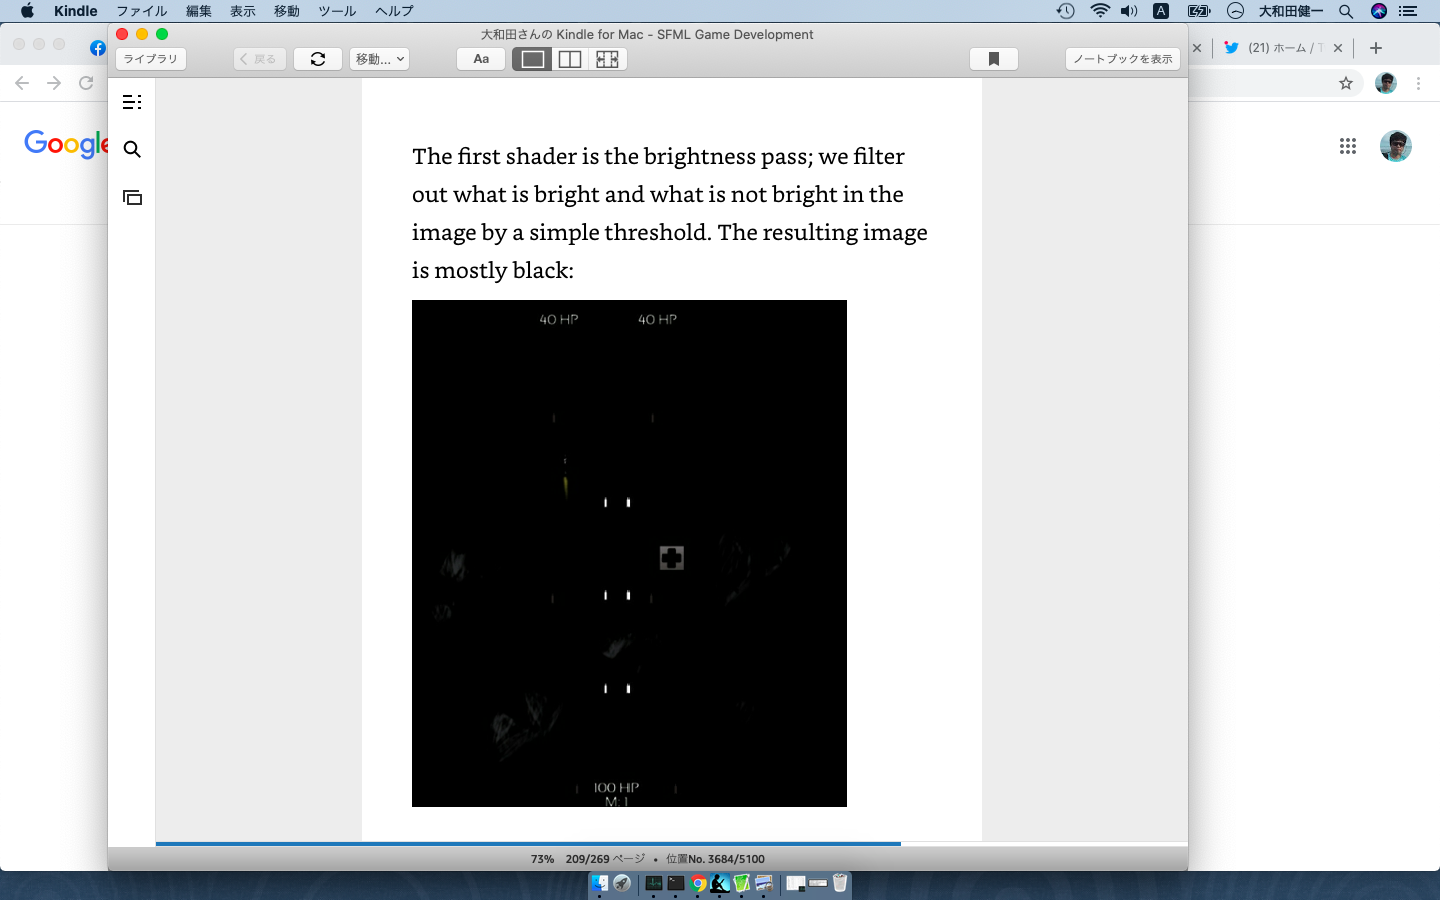 Kindle ファイル 編集 表示 移動 ツール ヘルプ A 大和田健一
大和田さんの Kindle for Mac - SFML Game Development
(21) ホーム / T
ライブラリ 戻る 移動... Aa ノートブックを表示
Google
The first shader is the brightness pass; we filter
out what is bright and what is not bright in the
image by a simple threshold. The resulting image
is mostly black:
40 HP 40 HP
100 HP
M: 1
73% 209/269 ページ • 位置No. 3684/5100